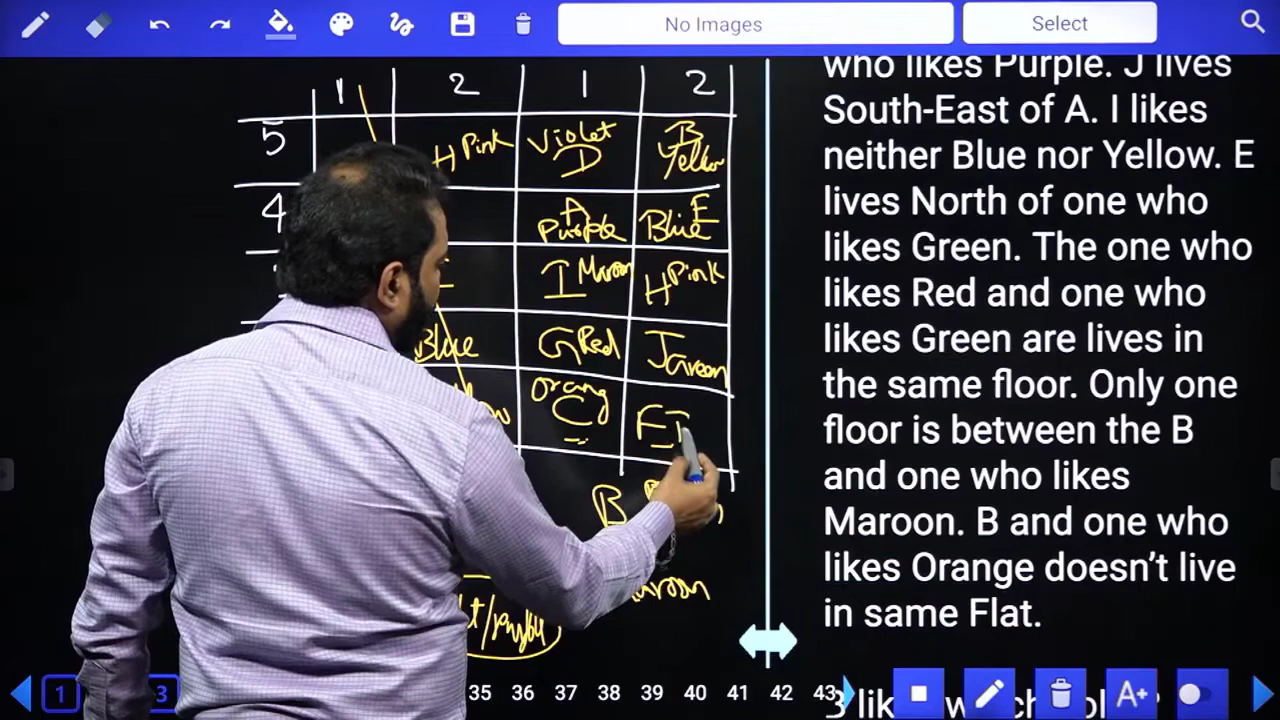 No Images
Select
1 2 1 2
5 H Pink Violet D B Yellow
4 A Purple Blue E
I Maroon H Pink
Blue G Red J Green
Orang C
B
who likes Purple. J lives
South-East of A. I likes
neither Blue nor Yellow. E
lives North of one who
likes Green. The one who
likes Red and one who
likes Green are lives in
the same floor. Only one
floor is between the B
and one who likes
Maroon. B and one who
likes Orange doesn’t live
in same Flat.
1 3 35 36 37 38 39 40 41 42 43
A+